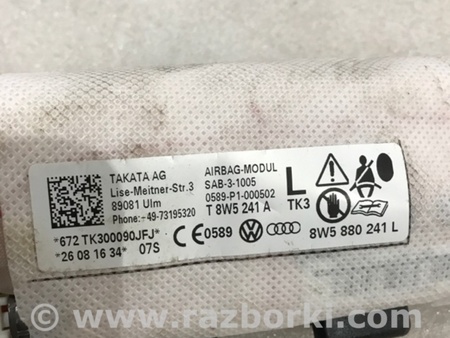 TAKATA AG
Lise-Meitner-Str.3
89081 Ulm
Phone:+49-73195320
*672 TK300090JFJ*
*26 08 16 34* 07S
AIRBAG-MODUL
SAB-3-1005
0589-P1-000502
T 8W5 241 A
L
TK3
CE 0589
8W5 880 241 L
www.razborki.com